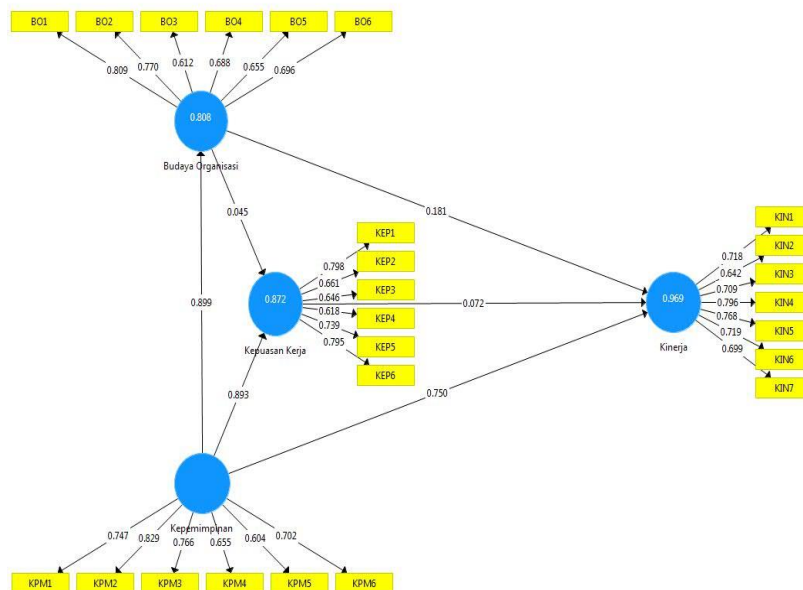 BO1 BO2 BO3 BO4 BO5 BO6
0.809 0.770 0.612 0.688 0.655 0.696
0.808
Budaya Organisasi
0.045
0.181
0.899
KEP1
KEP2
KEP3
KEP4
KEP5
KEP6
0.798
0.661
0.646
0.618
0.739
0.795
0.872
Kepuasan Kerja
0.072
0.893
0.750
KIN1
KIN2
KIN3
KIN4
KIN5
KIN6
KIN7
0.718
0.642
0.709
0.796
0.768
0.719
0.699
0.969
Kinerja
Kepemimpinan
0.747 0.829 0.766 0.655 0.604 0.702
KPM1 KPM2 KPM3 KPM4 KPM5 KPM6